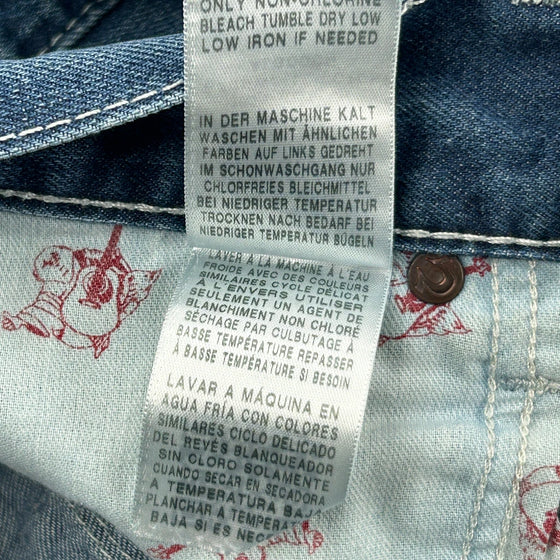 ONLY NON-CHLORINE
BLEACH TUMBLE DRY LOW
LOW IRON IF NEEDED
IN DER MASCHINE KALT
WASCHEN MIT ÄHNLICHEN
FARBEN AUF LINKS GEDREHT
IM SCHONWASCHGANG NUR
CHLORFREIES BLEICHMITTEL
BEI NIEDRIGER TEMPERATUR
TROCKNEN NACH BEDARF BEI
NIEDRIGER TEMPERATUR BÜGELN
LAVER A LA MACHINE À L'EAU
FROIDE AVEC DES COULEURS
SIMILAIRES CYCLE DÉLICAT
À L'ENVERS UTILISER
SEULEMENT UN AGENT DE
BLANCHIMENT NON CHLORÉ
SÉCHAGE PAR CULBUTAGE À
BASSE TEMPÉRATURE REPASSER
À BASSE TEMPÉRATURE SI BESOIN
LAVAR A MÁQUINA EN
AGUA FRÍA CON COLORES
SIMILARES CICLO DELICADO
DEL REVÉS BLANQUEADOR
SIN CLORO SOLAMENTE
CUANDO SECAR EN SECADORA
A TEMPERATURA BAJA
PLANCHAR A TEMPERAT
BAJA SI ES NECE